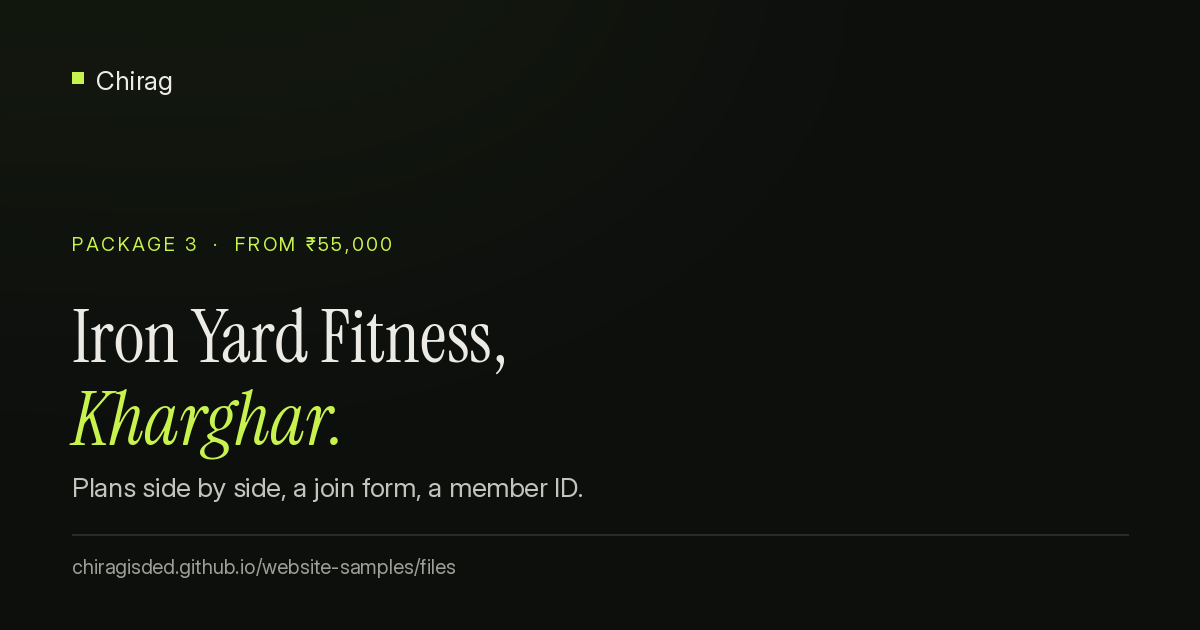 Chirag
PACKAGE 3 · FROM ₹55,000
Iron Yard Fitness,
Kharghar.
Plans side by side, a join form, a member ID.
chiragisded.github.io/website-samples/files